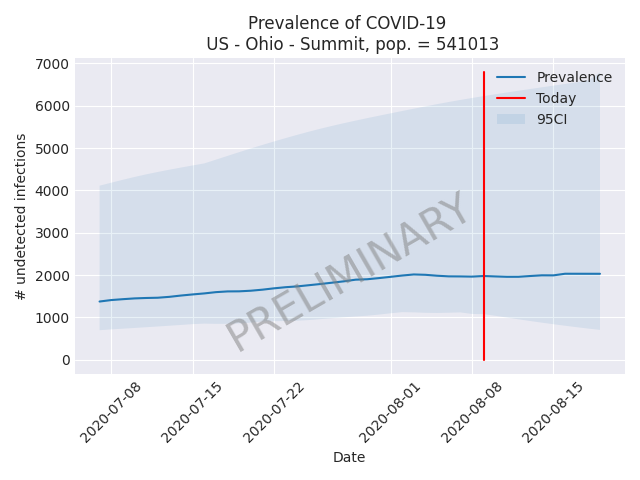 Prevalence of COVID-19
US - Ohio - Summit, pop. = 541013
7000
6000
5000
4000
3000
2000
1000
0
# undetected infections
Prevalence
Today
95CI
PRELIMINARY
2020-07-08
2020-07-15
2020-07-22
2020-08-01
2020-08-08
2020-08-15
Date